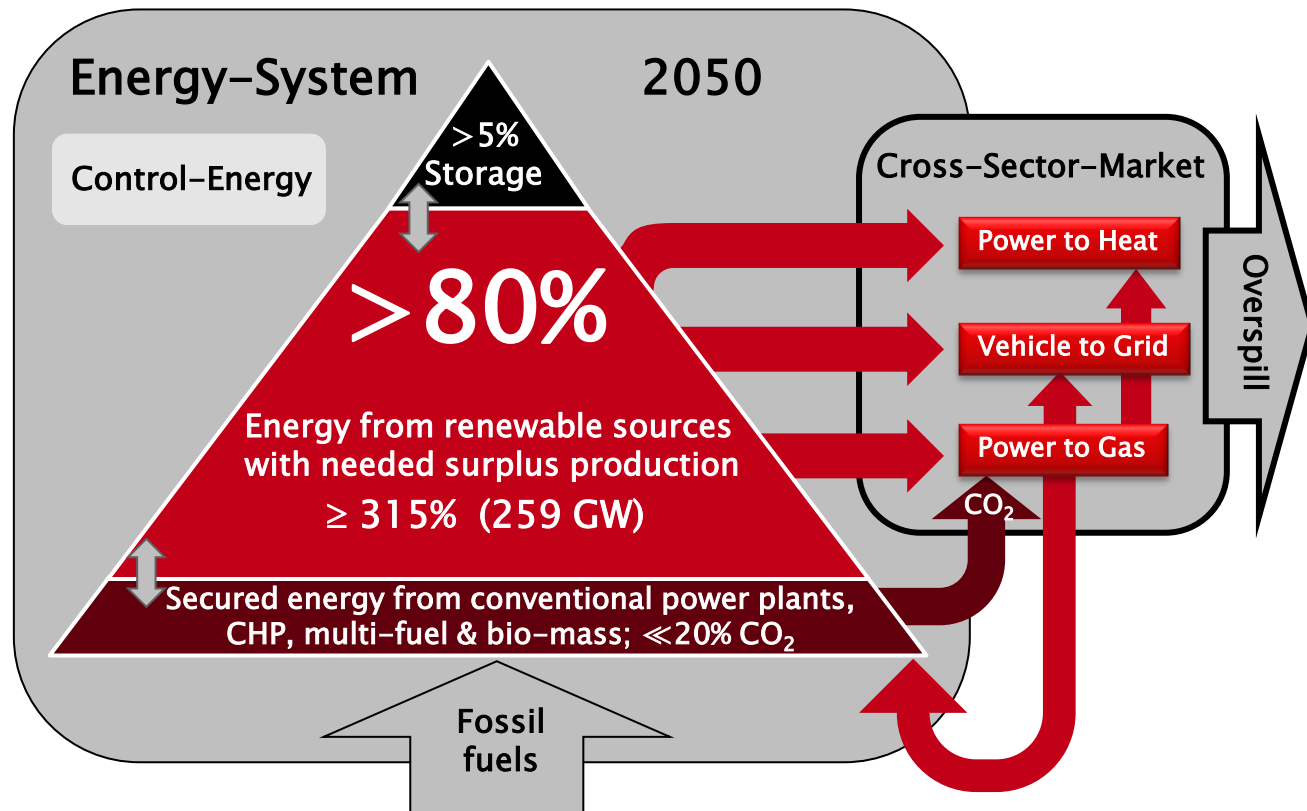 Energy-System 2050
Control-Energy
>5%
Storage
>80%
Energy from renewable sources
with needed surplus production
≥ 315% (259 GW)
Secured energy from conventional power plants,
CHP, multi-fuel & bio-mass; ≪20% CO₂
Fossil
fuels
Cross-Sector-Market
Power to Heat
Vehicle to Grid
Power to Gas
CO₂
Overspill